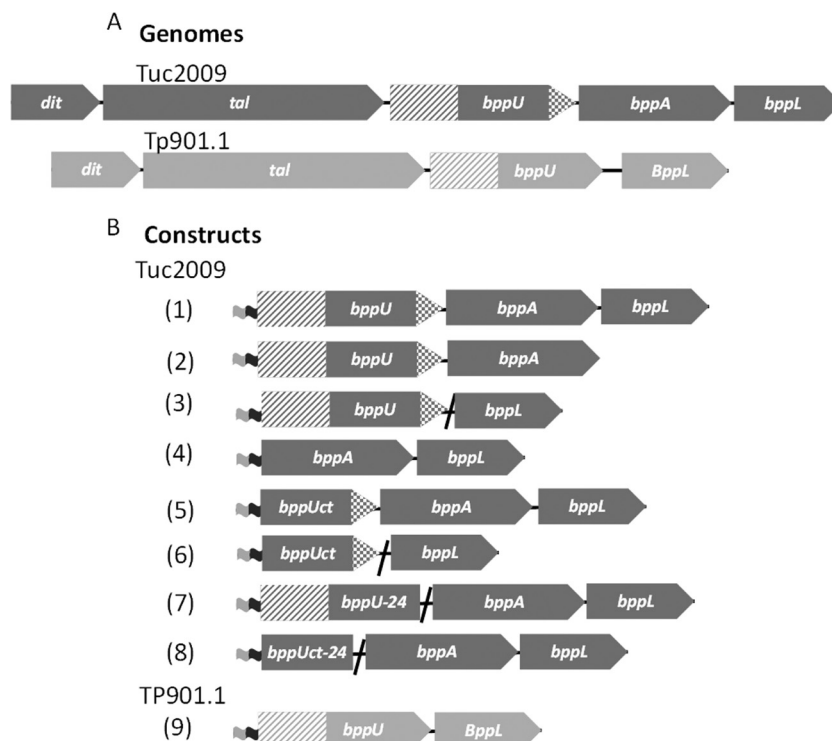 A Genomes
Tuc2009
dit tal bppU bppA bppL
Tp901.1
dit tal bppU BppL
B Constructs
Tuc2009
(1) bppU bppA bppL
(2) bppU bppA
(3) bppU bppL
(4) bppA bppL
(5) bppUct bppA bppL
(6) bppUct bppL
(7) bppU-24 bppA bppL
(8) bppUct-24 bppA bppL
TP901.1
(9) bppU BppL